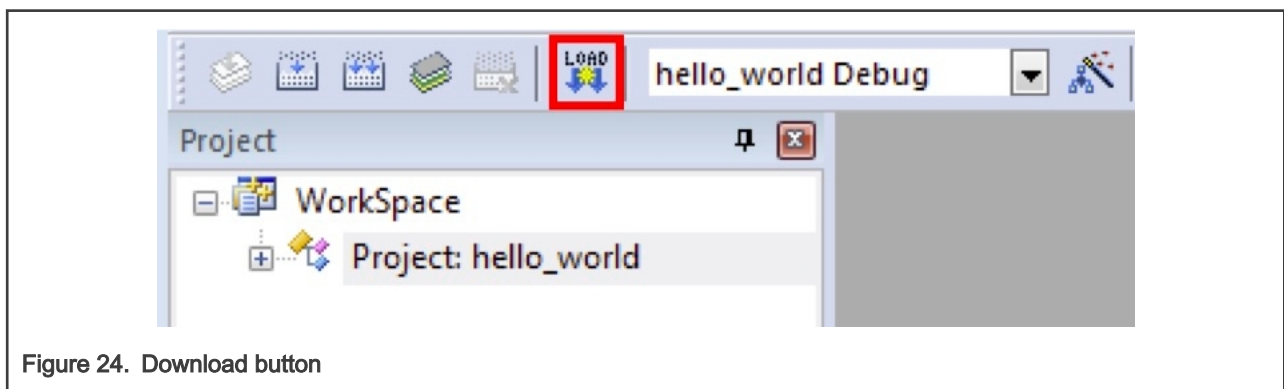 LOAD
hello_world Debug
Project
WorkSpace
Project: hello_world
Figure 24. Download button